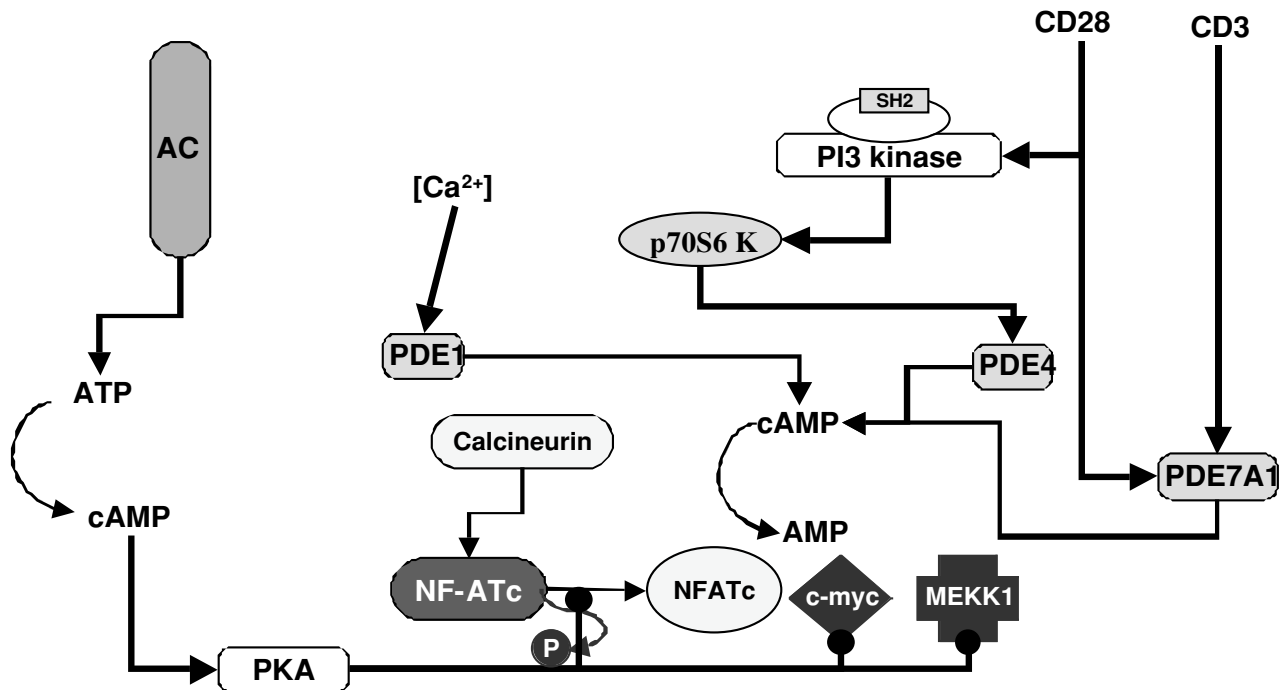 CD28
CD3
SH2
AC
PI3 kinase
[Ca²⁺]
p70S6 K
PDE1
PDE4
ATP
cAMP
Calcineurin
PDE7A1
cAMP
AMP
NF-ATc
NFATc
c-myc
MEKK1
P
PKA